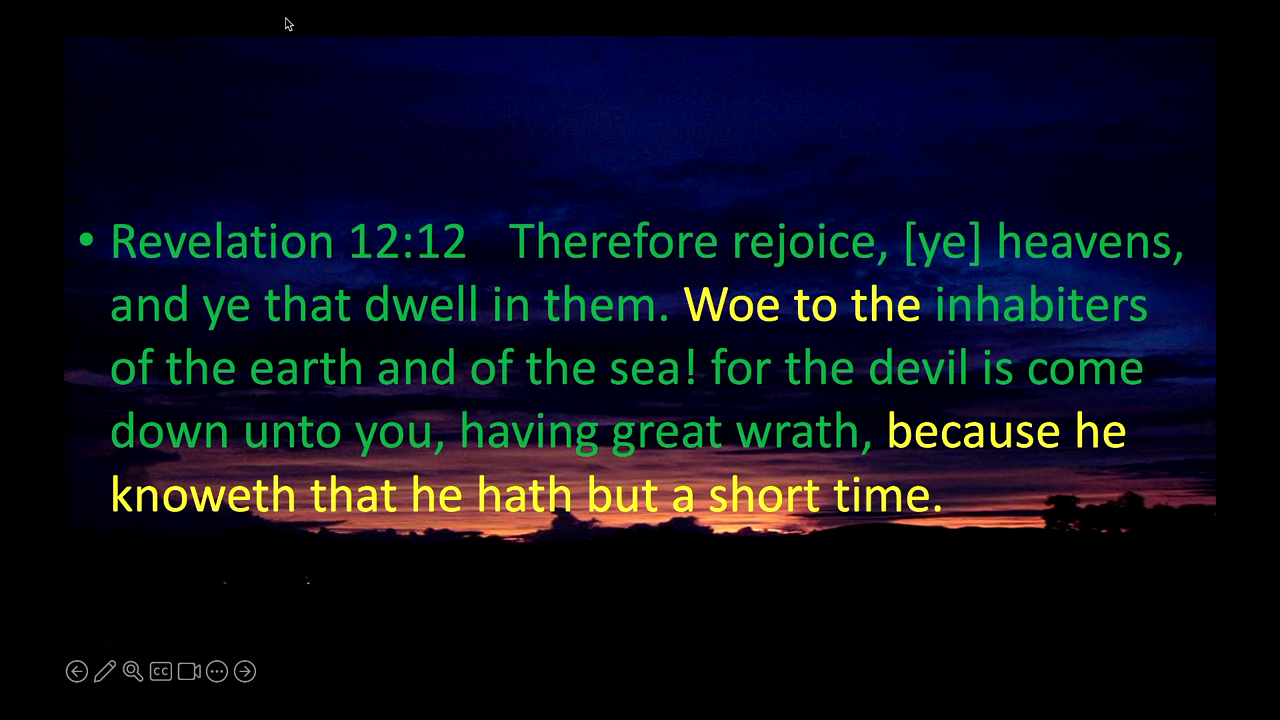 • Revelation 12:12 Therefore rejoice, [ye] heavens,
and ye that dwell in them. Woe to the inhabiters
of the earth and of the sea! for the devil is come
down unto you, having great wrath, because he
knoweth that he hath but a short time.
CC